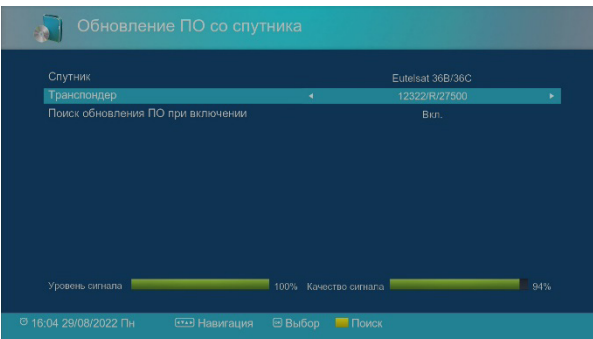 Обновление ПО со спутника
Спутник Eutelsat 36B/36C
Транспондер 12322/R/27500
Поиск обновления ПО при включении Вкл.
Уровень сигнала 100% Качество сигнала 94%
16:04 29/08/2022 Пн Навигация Выбор Поиск